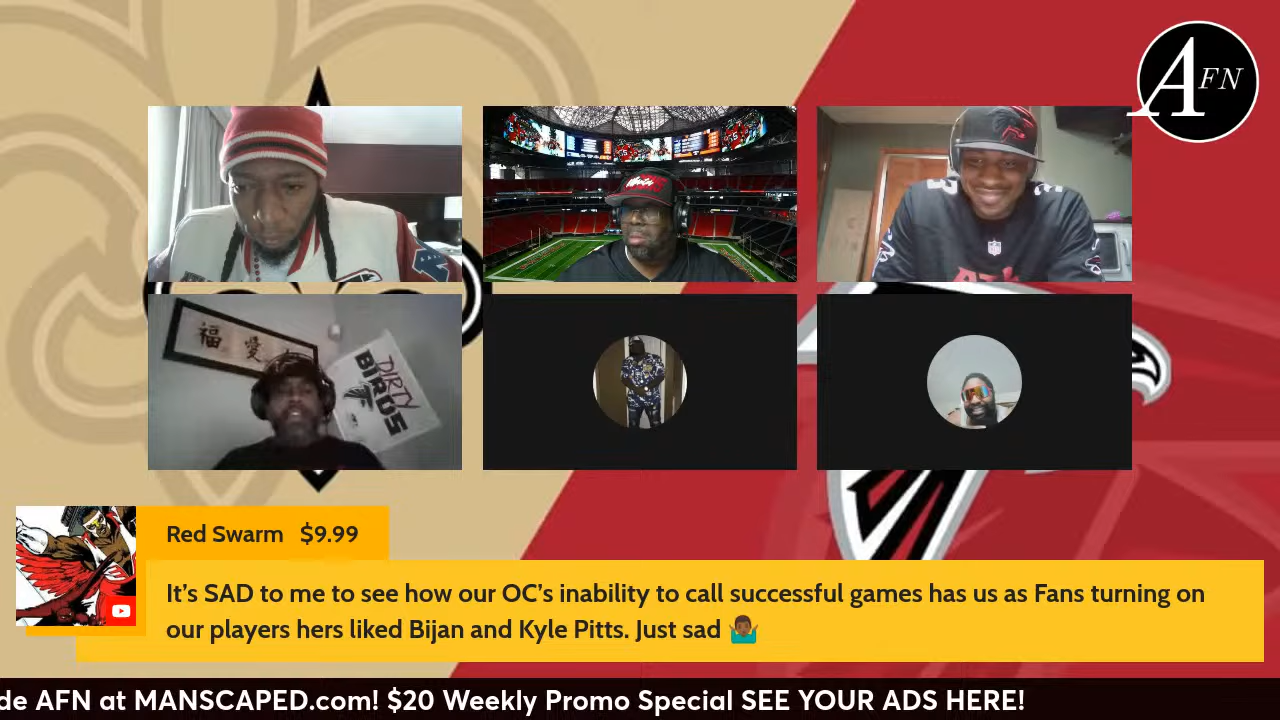 A FN
福 愛
DIRTY
BIRDS
Red Swarm $9.99
It’s SAD to me to see how our OC’s inability to call successful games has us as Fans turning on
our players hers liked Bijan and Kyle Pitts. Just sad 🤷🏾‍♂️
de AFN at MANSCAPED.com! $20 Weekly Promo Special SEE YOUR ADS HERE!